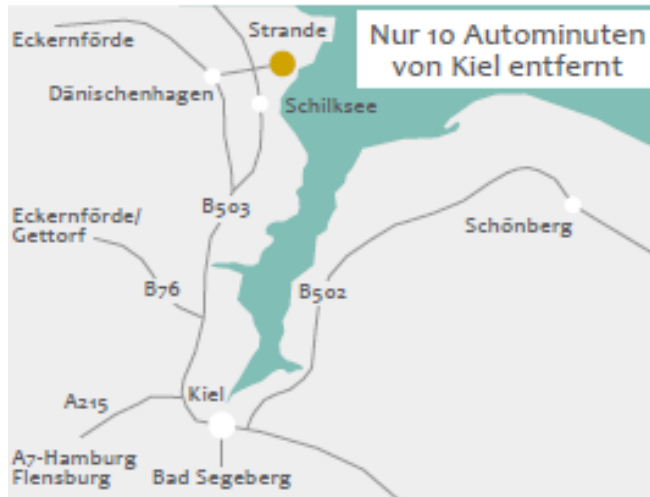 Eckernförde
Strande
Nur 10 Autominuten
von Kiel entfernt
Dänischenhagen
Schilksee
B503
Eckernförde/
Gettorf
Schönberg
B76
B502
Kiel
A215
A7-Hamburg
Flensburg
Bad Segeberg